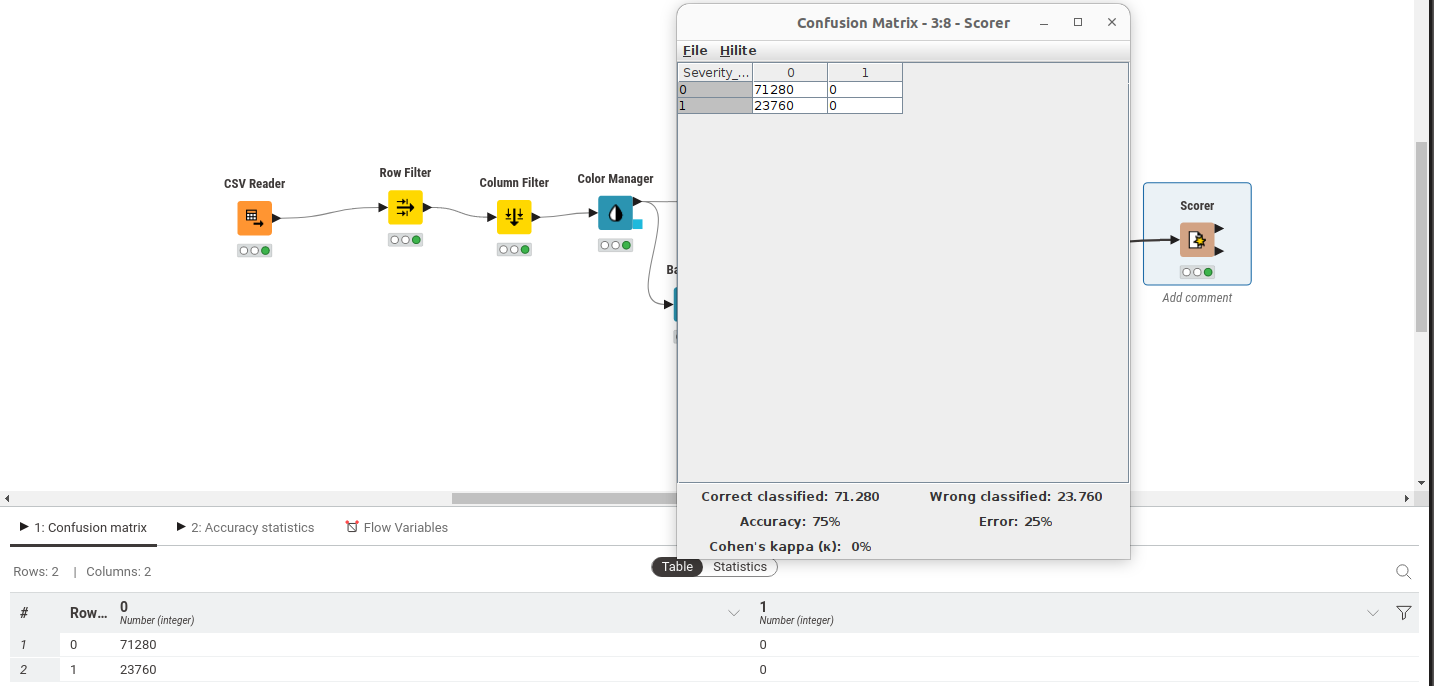 Confusion Matrix - 3:8 - Scorer
File Hilite
Severity_... 0 1
0 71280 0
1 23760 0
Correct classified: 71.280 Wrong classified: 23.760
Accuracy: 75% Error: 25%
Cohen's kappa (κ): 0%
CSV Reader
Row Filter
Column Filter
Color Manager
Ba
Scorer
Add comment
1: Confusion matrix 2: Accuracy statistics Flow Variables
Rows: 2 | Columns: 2 Table Statistics
# Row... 0 1
Number (integer) Number (integer)
1 0 71280 0
2 1 23760 0